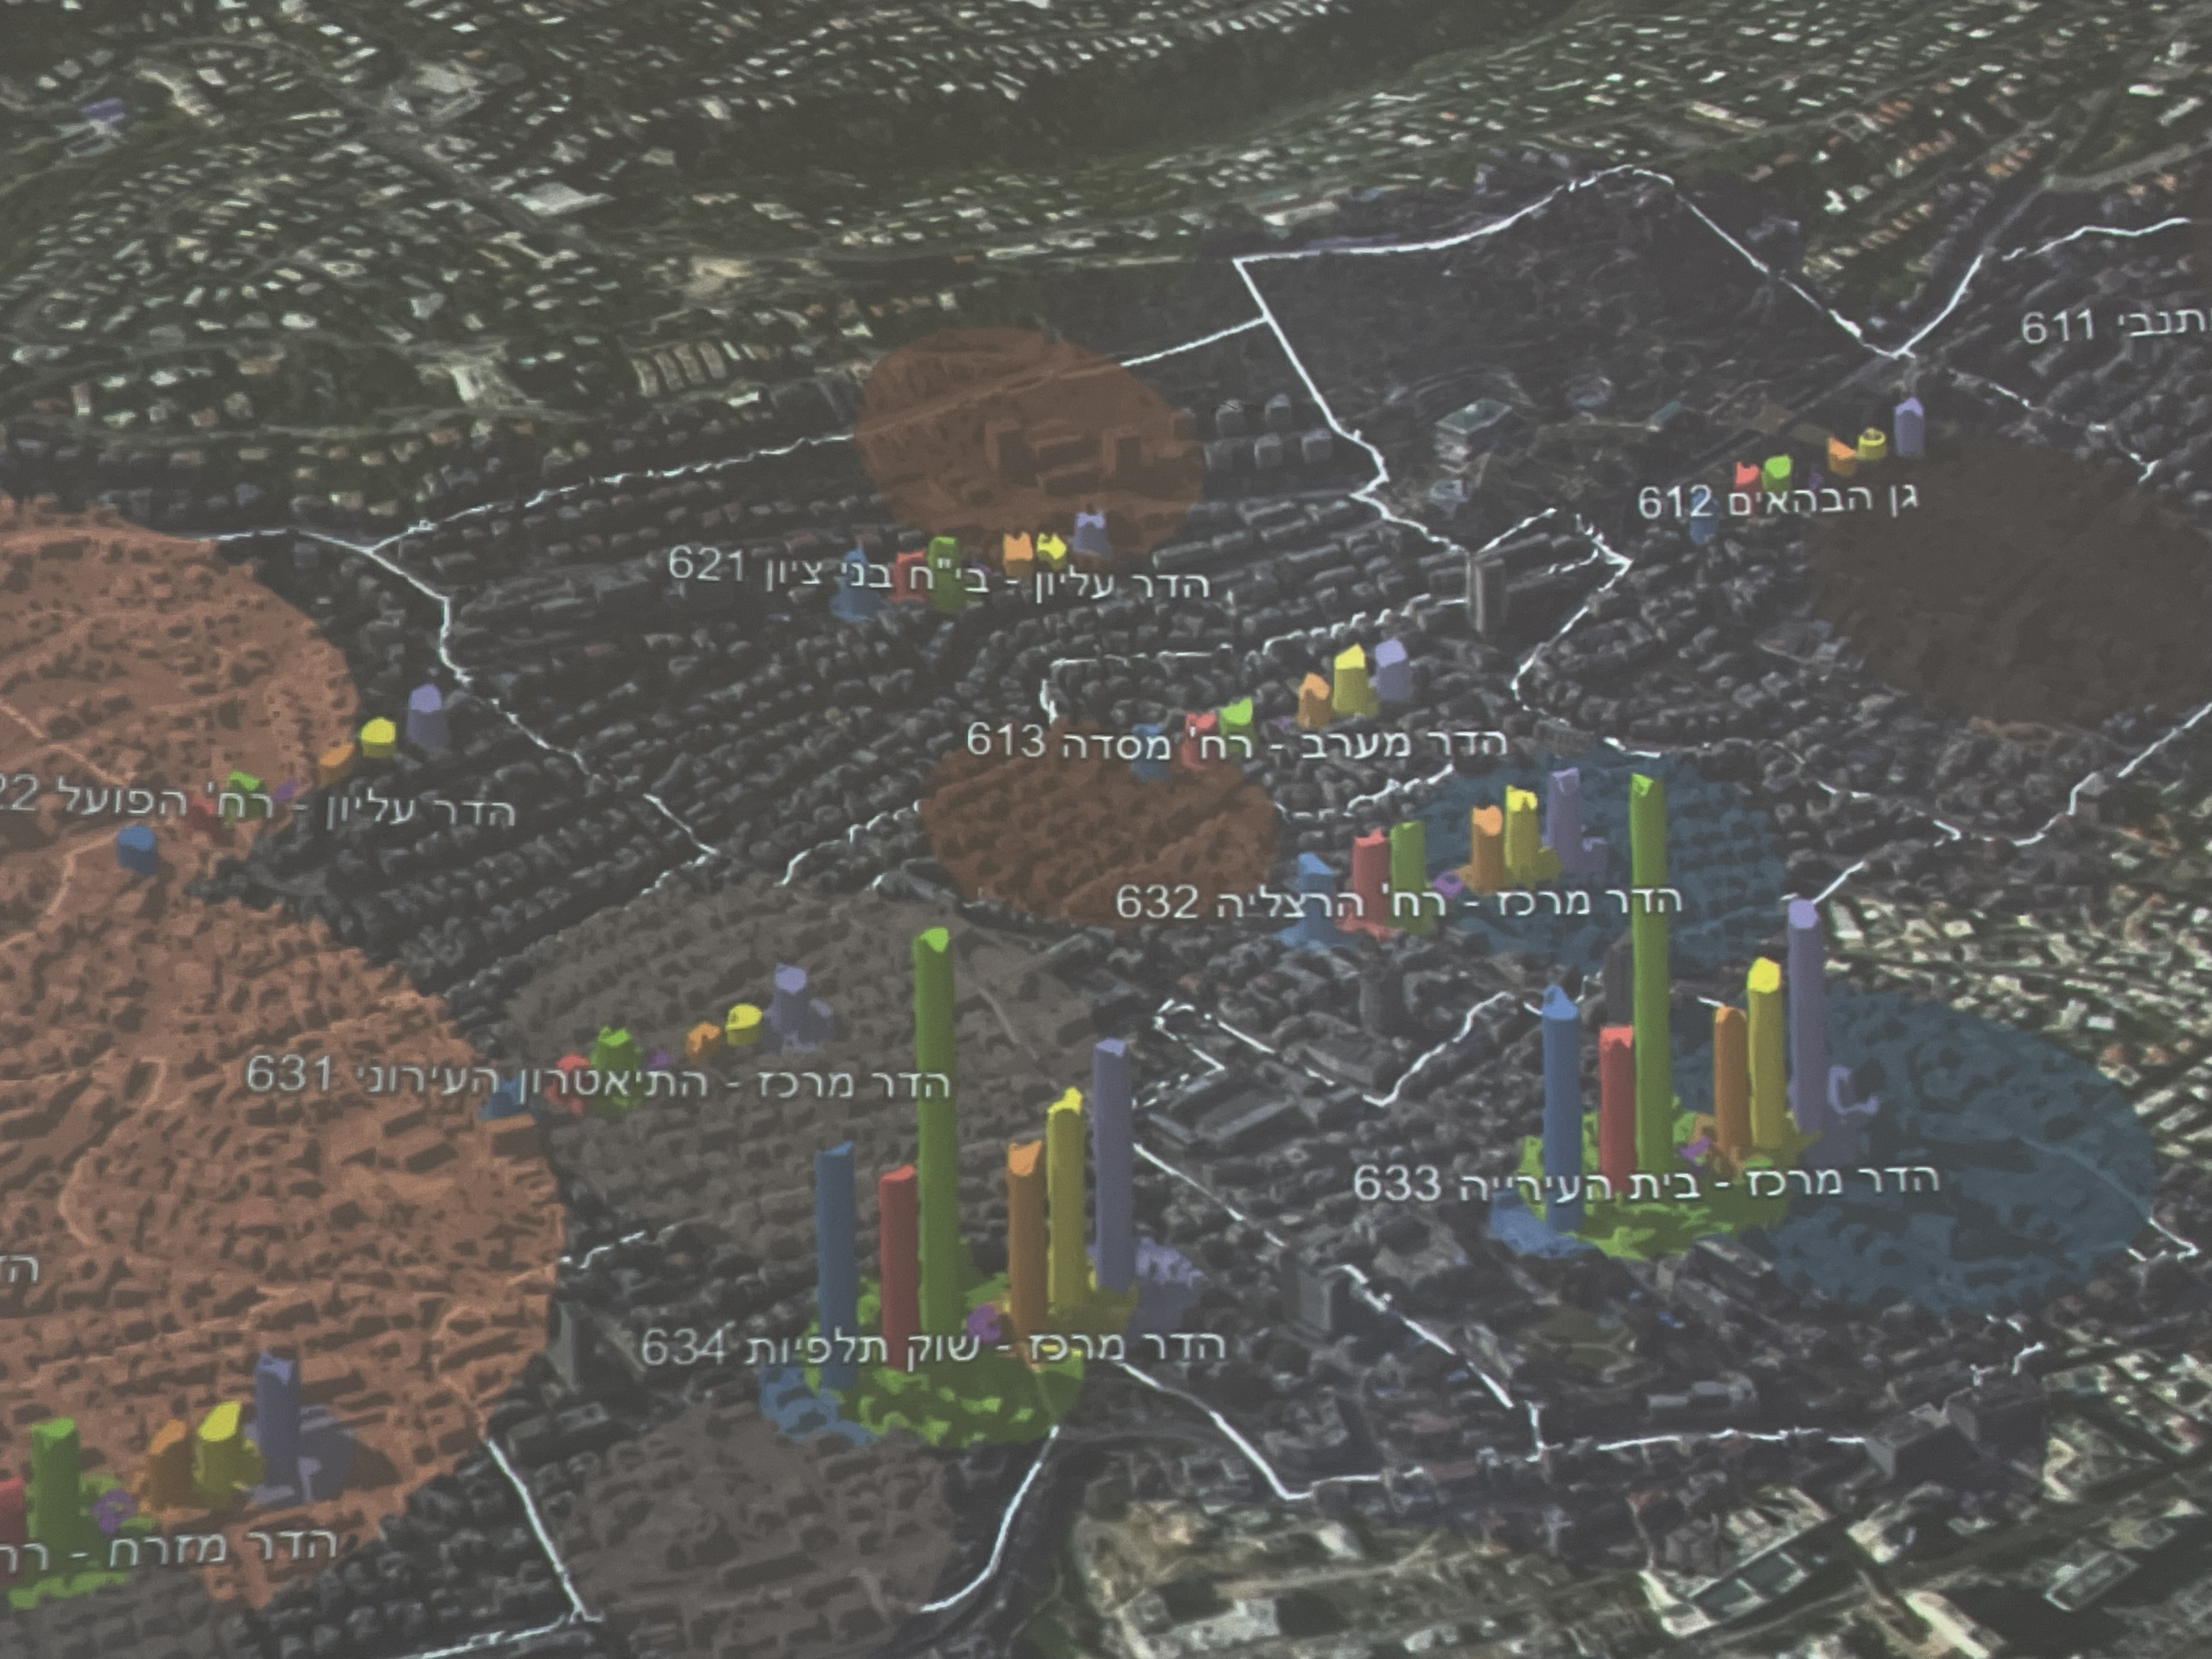 611
גן הבהאים 612
הדר עליון - בי"ח בני ציון 621
הדר מערב - רח' מסדה 613
הדר עליון - רח' הפועל
הדר מרכז - רח' הרצליה 632
הדר מרכז - התיאטרון העירוני 631
הדר מרכז - בית העירייה 633
הדר מרכז - שוק תלפיות 634
הדר מזרח -